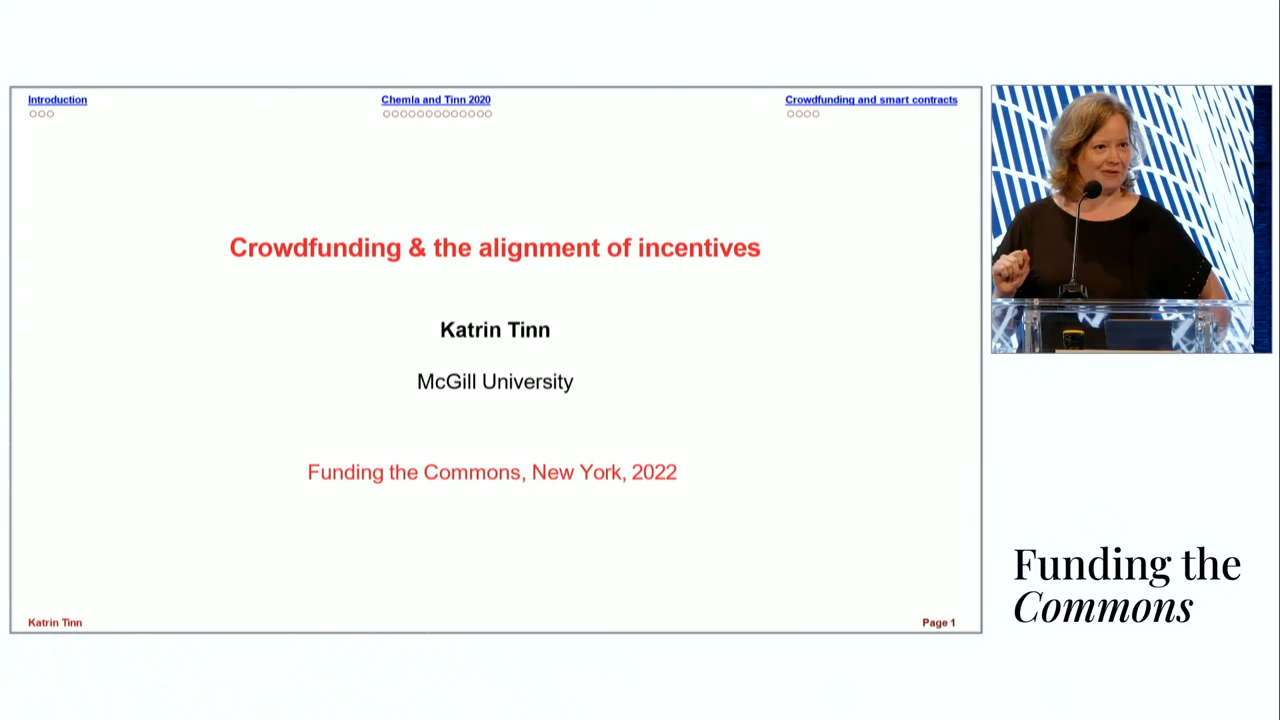 Introduction
Chemla and Tinn 2020
Crowdfunding and smart contracts
Crowdfunding & the alignment of incentives
Katrin Tinn
McGill University
Funding the Commons, New York, 2022
Katrin Tinn
Page 1
Funding the
Commons